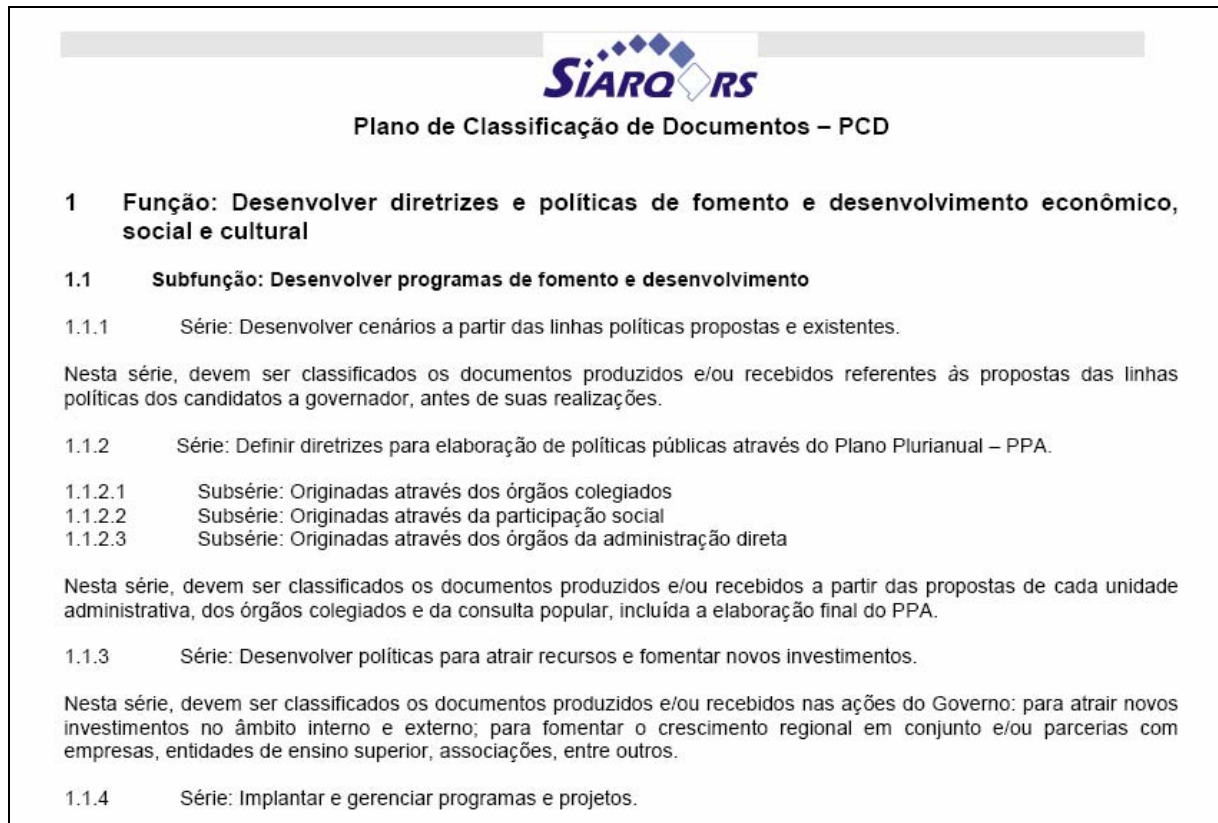 SiARQ RS
Plano de Classificação de Documentos – PCD
1 Função: Desenvolver diretrizes e políticas de fomento e desenvolvimento econômico,
social e cultural
1.1 Subfunção: Desenvolver programas de fomento e desenvolvimento
1.1.1 Série: Desenvolver cenários a partir das linhas políticas propostas e existentes.
Nesta série, devem ser classificados os documentos produzidos e/ou recebidos referentes às propostas das linhas
políticas dos candidatos a governador, antes de suas realizações.
1.1.2 Série: Definir diretrizes para elaboração de políticas públicas através do Plano Plurianual – PPA.
1.1.2.1 Subsérie: Originadas através dos órgãos colegiados
1.1.2.2 Subsérie: Originadas através da participação social
1.1.2.3 Subsérie: Originadas através dos órgãos da administração direta
Nesta série, devem ser classificados os documentos produzidos e/ou recebidos a partir das propostas de cada unidade
administrativa, dos órgãos colegiados e da consulta popular, incluída a elaboração final do PPA.
1.1.3 Série: Desenvolver políticas para atrair recursos e fomentar novos investimentos.
Nesta série, devem ser classificados os documentos produzidos e/ou recebidos nas ações do Governo: para atrair novos
investimentos no âmbito interno e externo; para fomentar o crescimento regional em conjunto e/ou parcerias com
empresas, entidades de ensino superior, associações, entre outros.
1.1.4 Série: Implantar e gerenciar programas e projetos.